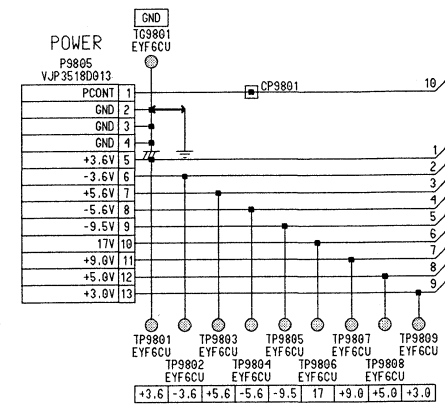 GND
TG9801
EYF6CU
POWER
P9805
VJP3518D013
PCONT 1
GND 2
GND 3
GND 4
+3.6V 5
-3.6V 6
+5.6V 7
-5.6V 8
-9.5V 9
17V 10
+9.0V 11
+5.0V 12
+3.0V 13
CP9801
10
1
2
3
4
5
6
7
8
9
TP9801 TP9803 TP9805 TP9807 TP9809
EYF6CU EYF6CU EYF6CU EYF6CU EYF6CU
TP9802 TP9804 TP9806 TP9808
EYF6CU EYF6CU EYF6CU EYF6CU
+3.6 -3.6 +5.6 -5.6 -9.5 17 +9.0 +5.0 +3.0